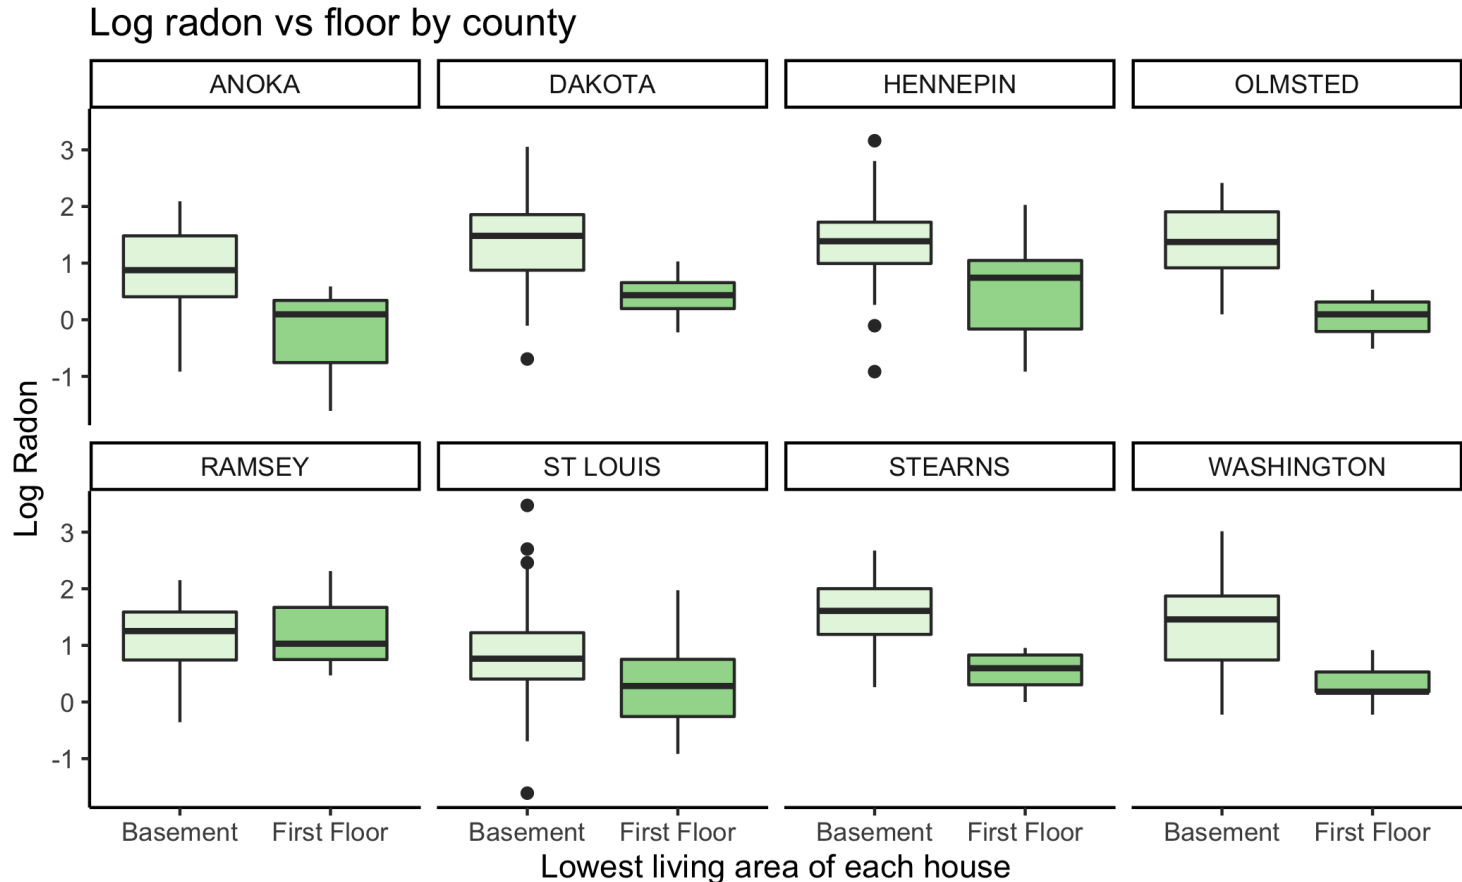 Log radon vs floor by county
ANOKA DAKOTA HENNEPIN OLMSTED
3
2
1
0
-1
Log Radon
RAMSEY ST LOUIS STEARNS WASHINGTON
3
2
1
0
-1
Basement First Floor Basement First Floor Basement First Floor Basement First Floor
Lowest living area of each house